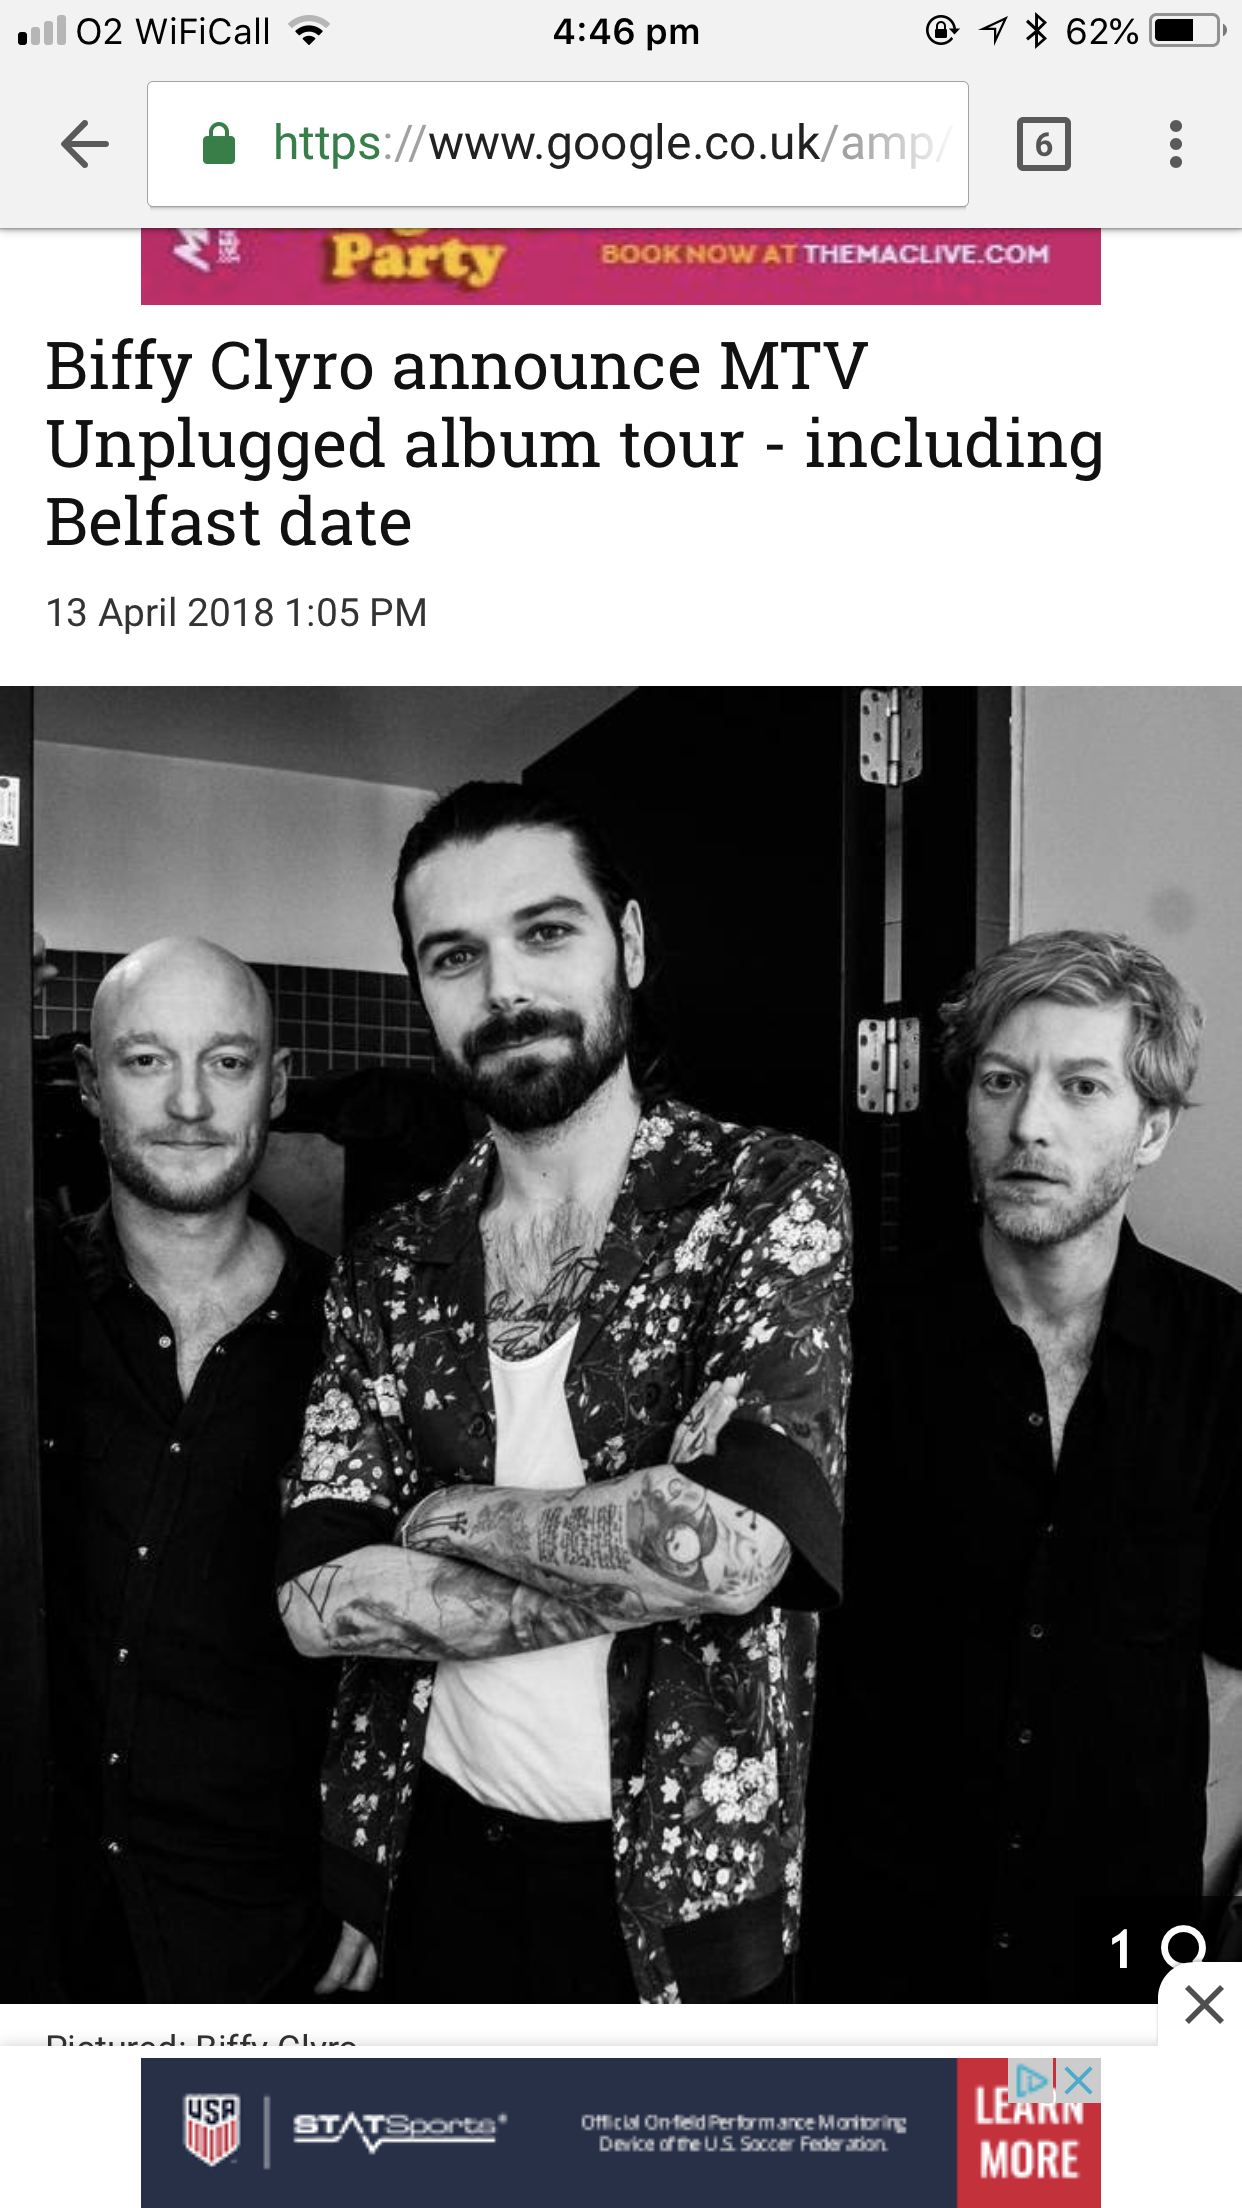 O2 WiFiCall 4:46 pm 62%
https://www.google.co.uk/amp/ 6
Party BOOK NOW AT THEMACLIVE.COM
Biffy Clyro announce MTV
Unplugged album tour - including
Belfast date
13 April 2018 1:05 PM
1
Pictured: Biffy Clyro
USA STATSports Official On-field Performance Monitoring
Device of the U.S. Soccer Federation.
LEARN
MORE